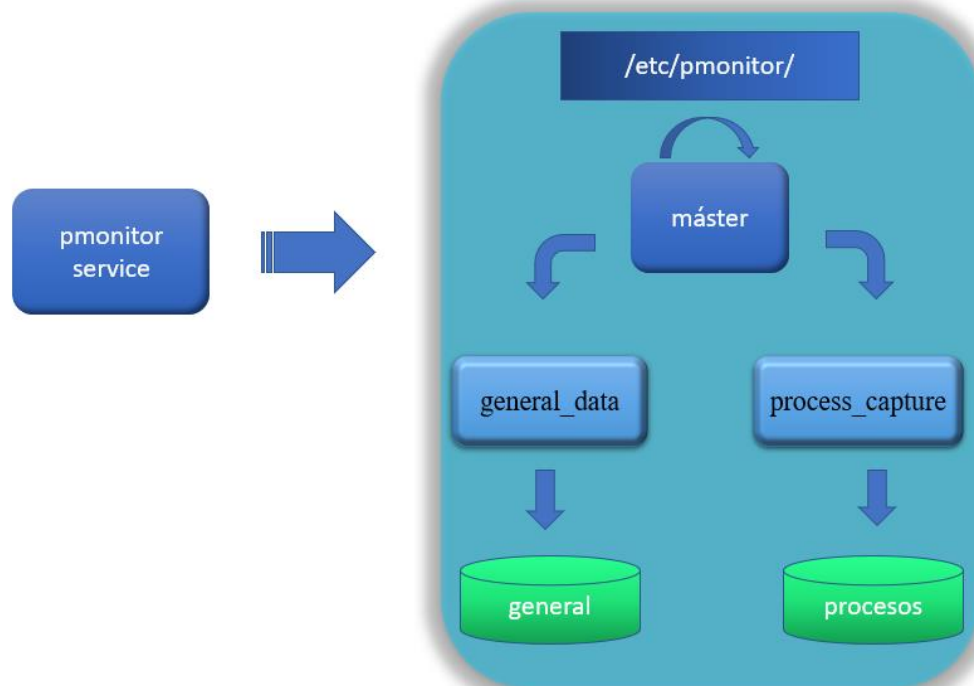 /etc/pmonitor/
máster
pmonitor
service
general_data
process_capture
general
procesos